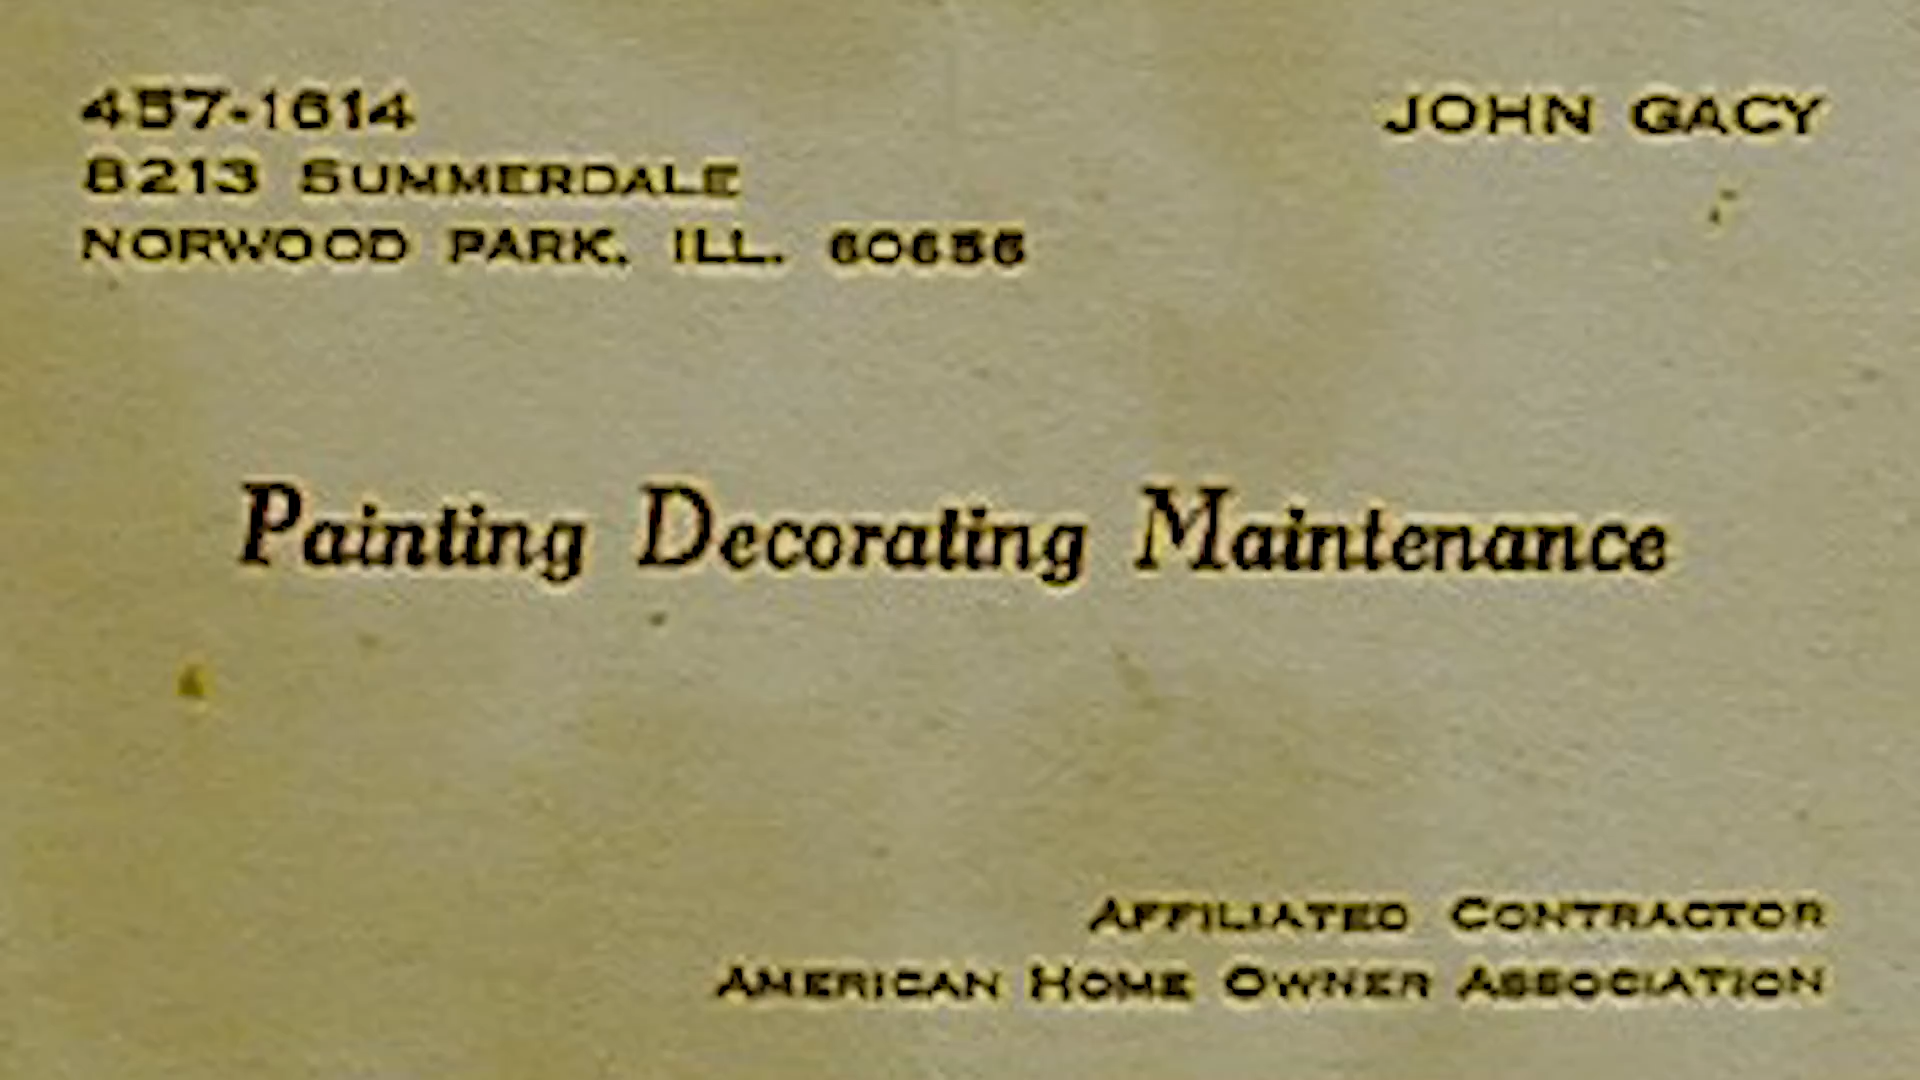 457-1614
8213 SUMMERDALE
NORWOOD PARK, ILL. 60656
JOHN GACY
Painting Decorating Maintenance
AFFILIATED CONTRACTOR
AMERICAN HOME OWNER ASSOCIATION